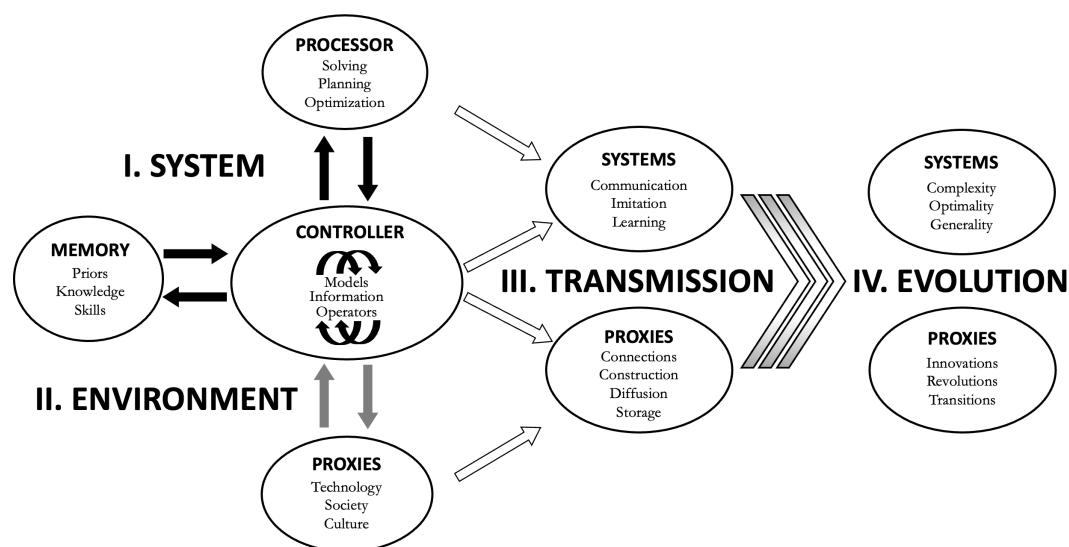 PROCESSOR
Solving
Planning
Optimization
I. SYSTEM
MEMORY
Priors
Knowledge
Skills
CONTROLLER
Models
Information
Operators
II. ENVIRONMENT
PROXIES
Technology
Society
Culture
SYSTEMS
Communication
Imitation
Learning
III. TRANSMISSION
PROXIES
Connections
Construction
Diffusion
Storage
SYSTEMS
Complexity
Optimality
Generality
IV. EVOLUTION
PROXIES
Innovations
Revolutions
Transitions